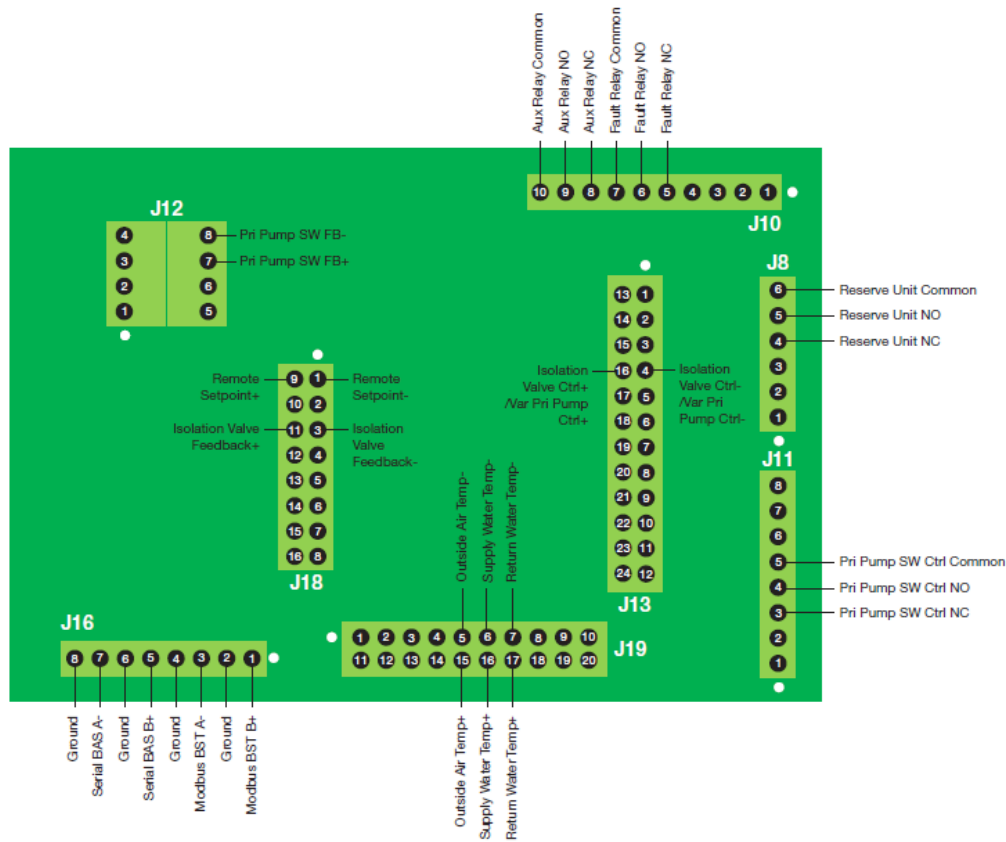 Aux Relay Common
Aux Relay NO
Aux Relay NC
Fault Relay Common
Fault Relay NO
Fault Relay NC
10 9 8 7 6 5 4 3 2 1
J10
J12
4 8 Pri Pump SW FB-
3 7 Pri Pump SW FB+
2 6
1 5
J8
6 Reserve Unit Common
5 Reserve Unit NO
4 Reserve Unit NC
3
2
1
13 1
14 2
15 3
Isolation 16 4 Isolation
Valve Ctrl+ 17 5 Valve Ctrl-
/Var Pri Pump 18 6 /Var Pri
Ctrl+ Pump Ctrl-
19 7
20 8
21 9
22 10
23 11
24 12
J13
Remote 9 1 Remote
Setpoint+ 10 2 Setpoint-
Isolation Valve 11 3 Isolation
Feedback+ 12 4 Valve
Feedback-
13 5
14 6
15 7
16 8
J18
J11
8
7
6
5 Pri Pump SW Ctrl Common
4 Pri Pump SW Ctrl NO
3 Pri Pump SW Ctrl NC
2
1
Outside Air Temp-
Supply Water Temp-
Return Water Temp-
1 2 3 4 5 6 7 8 9 10
11 12 13 14 15 16 17 18 19 20
J19
Outside Air Temp+
Supply Water Temp+
Return Water Temp+
J16
8 7 6 5 4 3 2 1
Ground
Serial BAS A-
Ground
Serial BAS B+
Ground
Modbus BST A-
Ground
Modbus BST B+